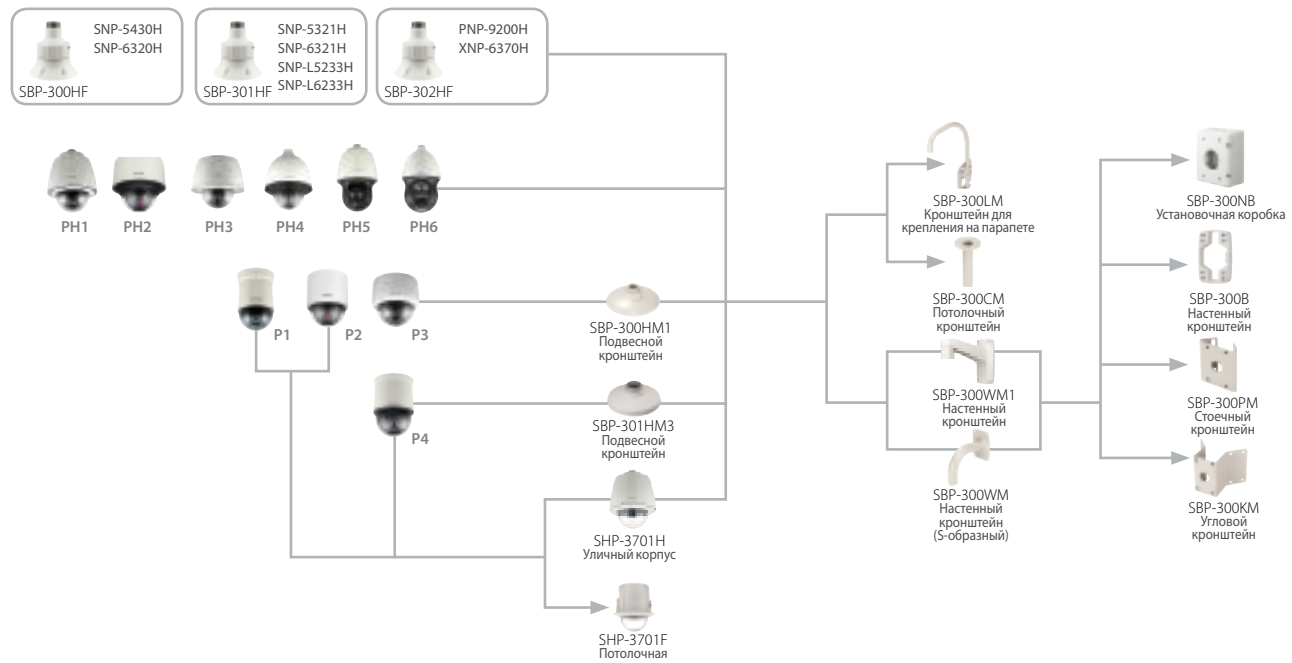 SNP-5430H
SNP-6320H
SBP-300HF
SNP-5321H
SNP-6321H
SNP-L5233H
SNP-L6233H
SBP-301HF
PNP-9200H
XNP-6370H
SBP-302HF
PH1
PH2
PH3
PH4
PH5
PH6
P1
P2
P3
SBP-300HM1
Подвесной
кронштейн
P4
SBP-301HM3
Подвесной
кронштейн
SHP-3701H
Уличный корпус
SHP-3701F
Потолочная
SBP-300LM
Кронштейн для
крепления на парапете
SBP-300CM
Потолочный
кронштейн
SBP-300WM1
Настенный
кронштейн
SBP-300WM
Настенный
кронштейн
(S-образный)
SBP-300NB
Установочная коробка
SBP-300B
Настенный
кронштейн
SBP-300PM
Стоечный
кронштейн
SBP-300KM
Угловой
кронштейн